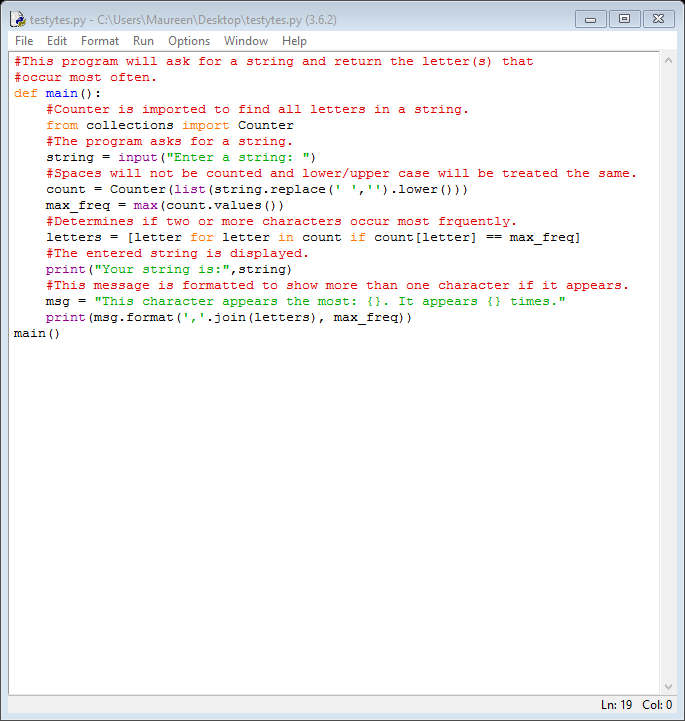 testytes.py - C:\Users\Maureen\Desktop\testytes.py (3.6.2)
File Edit Format Run Options Window Help
#This program will ask for a string and return the letter(s) that
#occur most often.
def main():
    #Counter is imported to find all letters in a string.
    from collections import Counter
    #The program asks for a string.
    string = input("Enter a string: ")
    #Spaces will not be counted and lower/upper case will be treated the same.
    count = Counter(list(string.replace(' ','').lower()))
    max_freq = max(count.values())
    #Determines if two or more characters occur most frquently.
    letters = [letter for letter in count if count[letter] == max_freq]
    #The entered string is displayed.
    print("Your string is:",string)
    #This message is formatted to show more than one character if it appears.
    msg = "This character appears the most: {}. It appears {} times."
    print(msg.format(','.join(letters), max_freq))
main()
Ln: 19 Col: 0